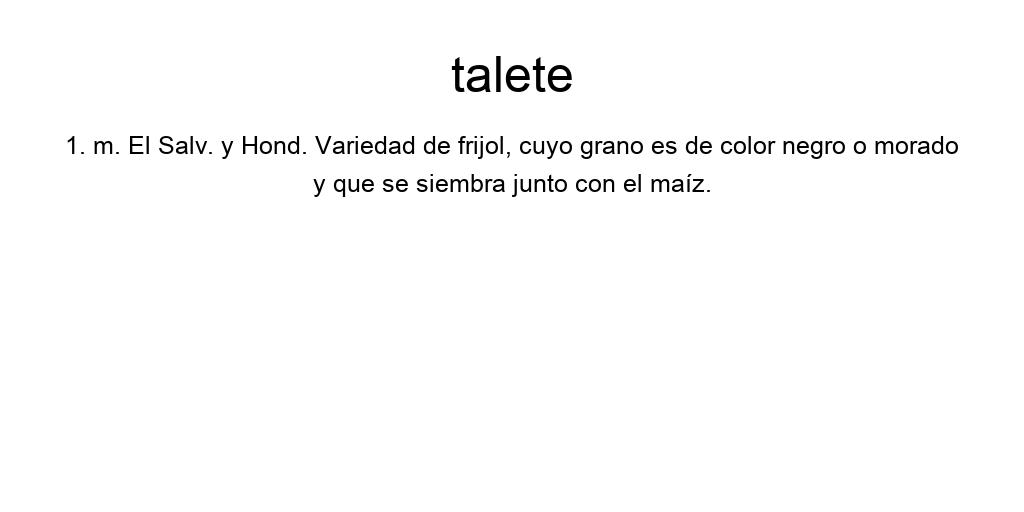 talete
1. m. El Salv. y Hond. Variedad de frijol, cuyo grano es de color negro o morado
y que se siembra junto con el maíz.